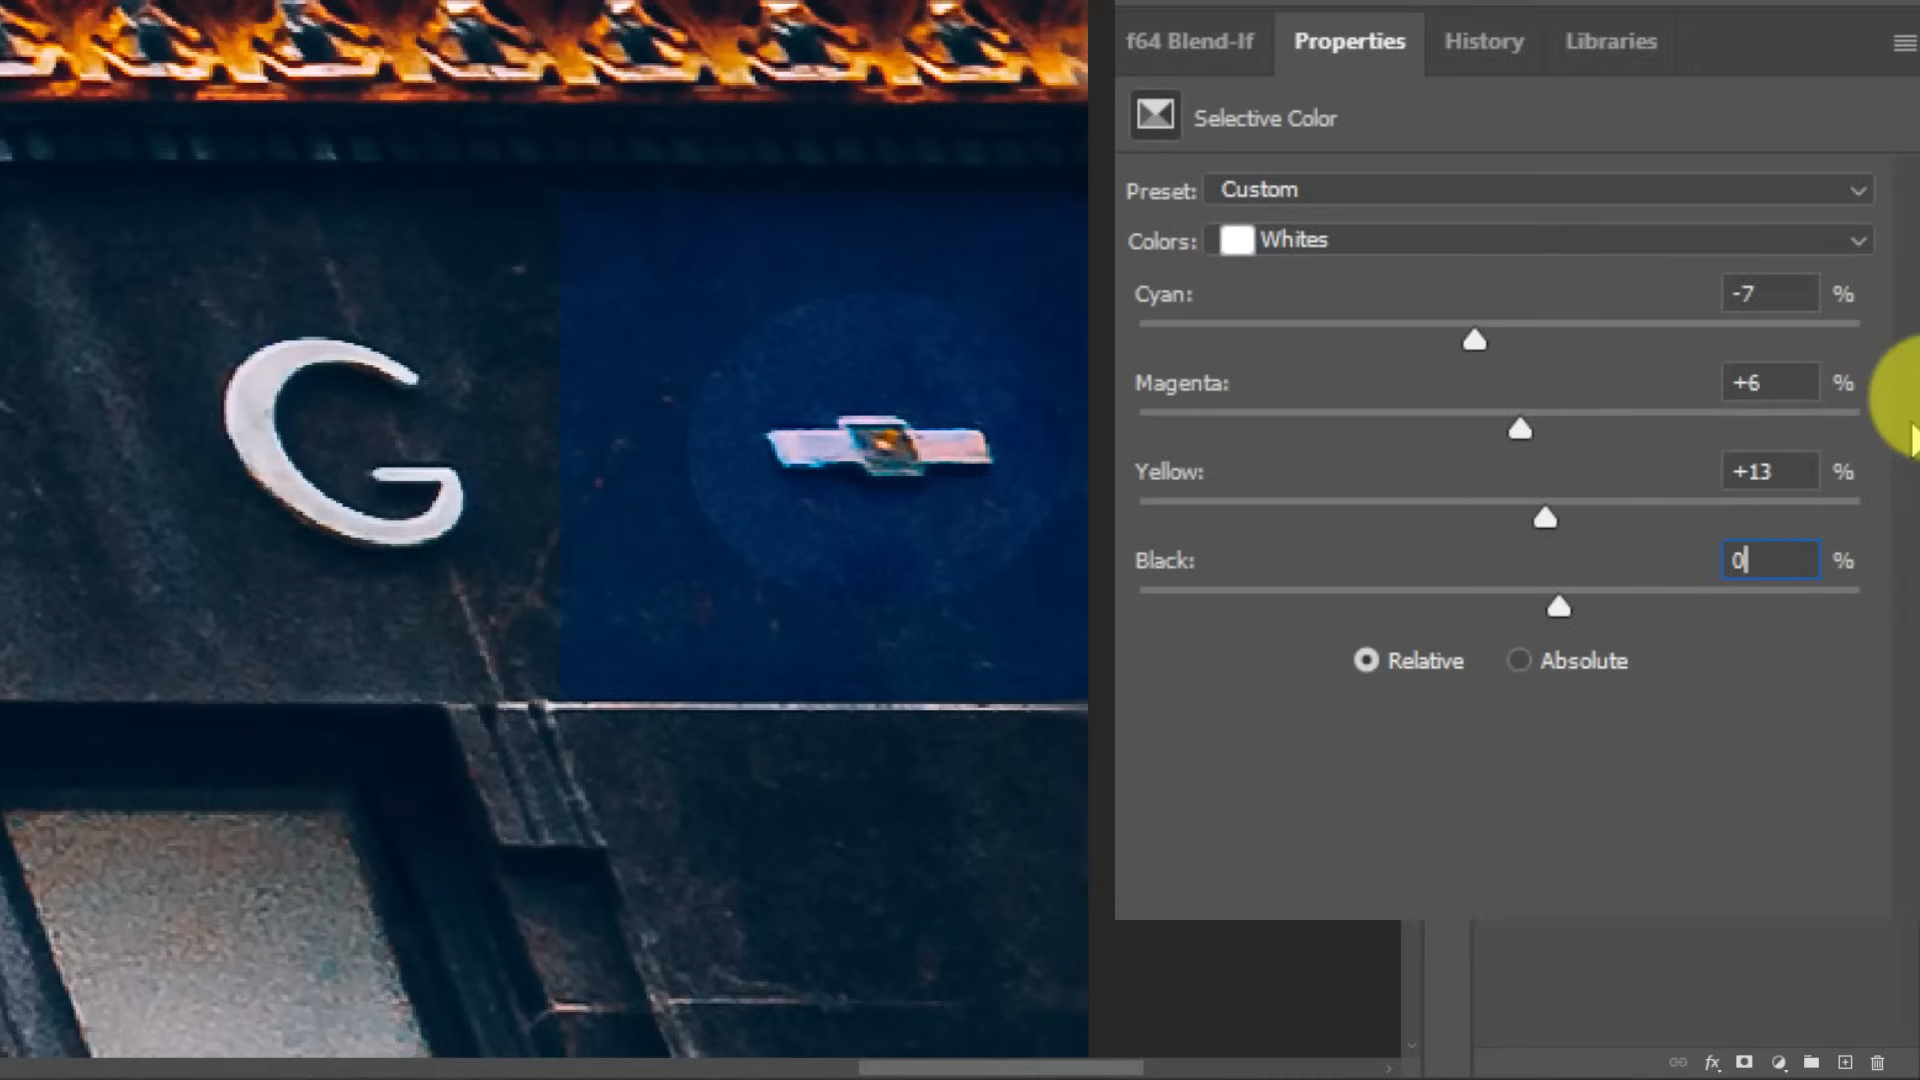 f64 Blend-If Properties History Libraries
Selective Color
Preset: Custom
Colors: Whites
Cyan: -7 %
Magenta: +6 %
Yellow: +13 %
Black: 0 %
Relative Absolute
G
fx